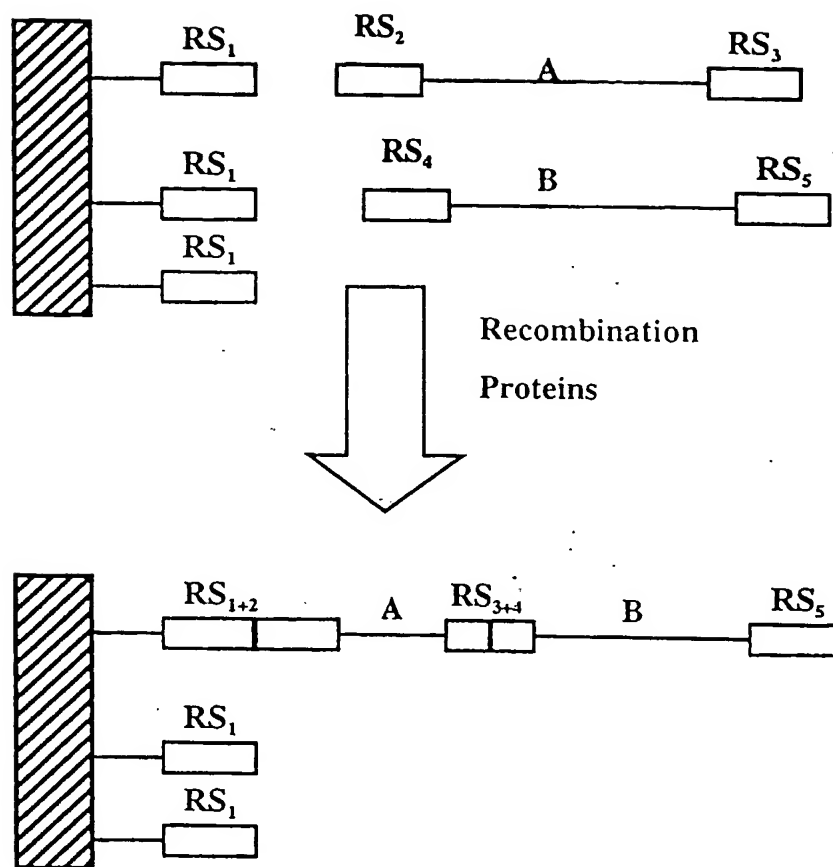 RS₁ RS₂ A RS₃
RS₁ RS₄ B RS₅
RS₁
Recombination
Proteins
RS₁₊₂ A RS₃₊₄ B RS₅
RS₁
RS₁